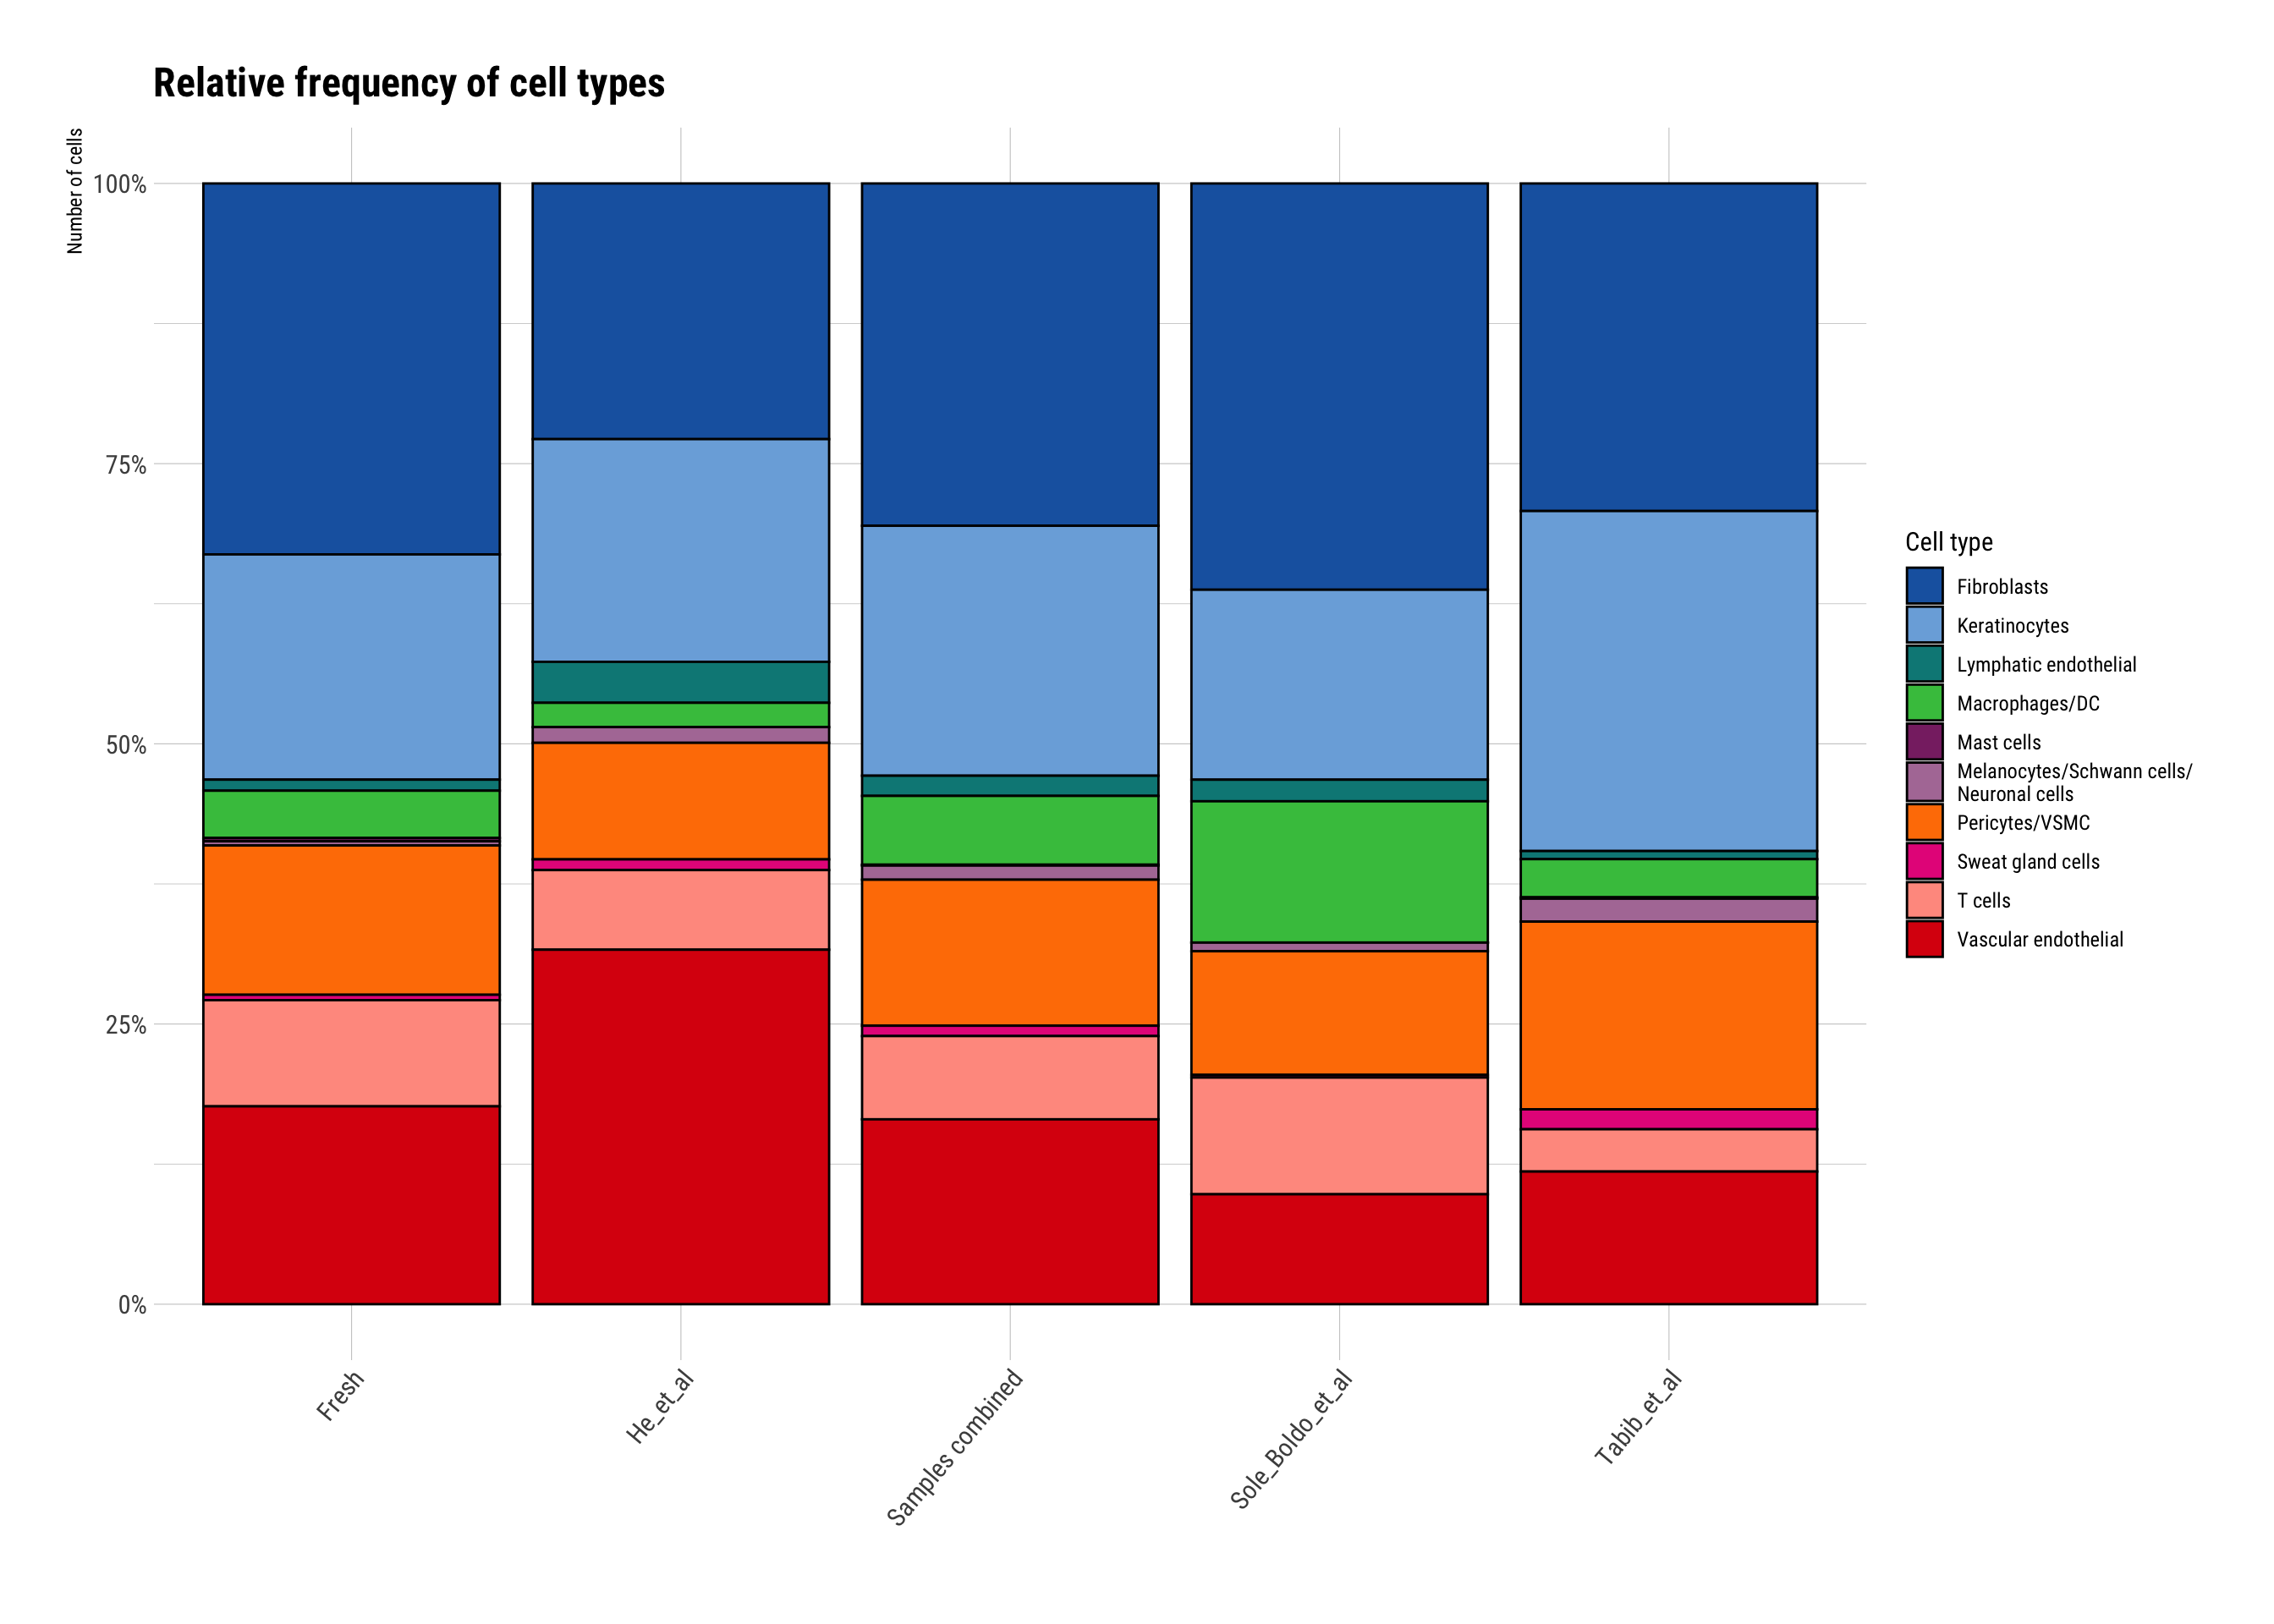 Relative frequency of cell types
Number of cells
100%
75%
50%
25%
0%
Fresh
He_et_al
Samples combined
Sole_Boldo_et_al
Tabib_et_al
Cell type
Fibroblasts
Keratinocytes
Lymphatic endothelial
Macrophages/DC
Mast cells
Melanocytes/Schwann cells/
Neuronal cells
Pericytes/VSMC
Sweat gland cells
T cells
Vascular endothelial